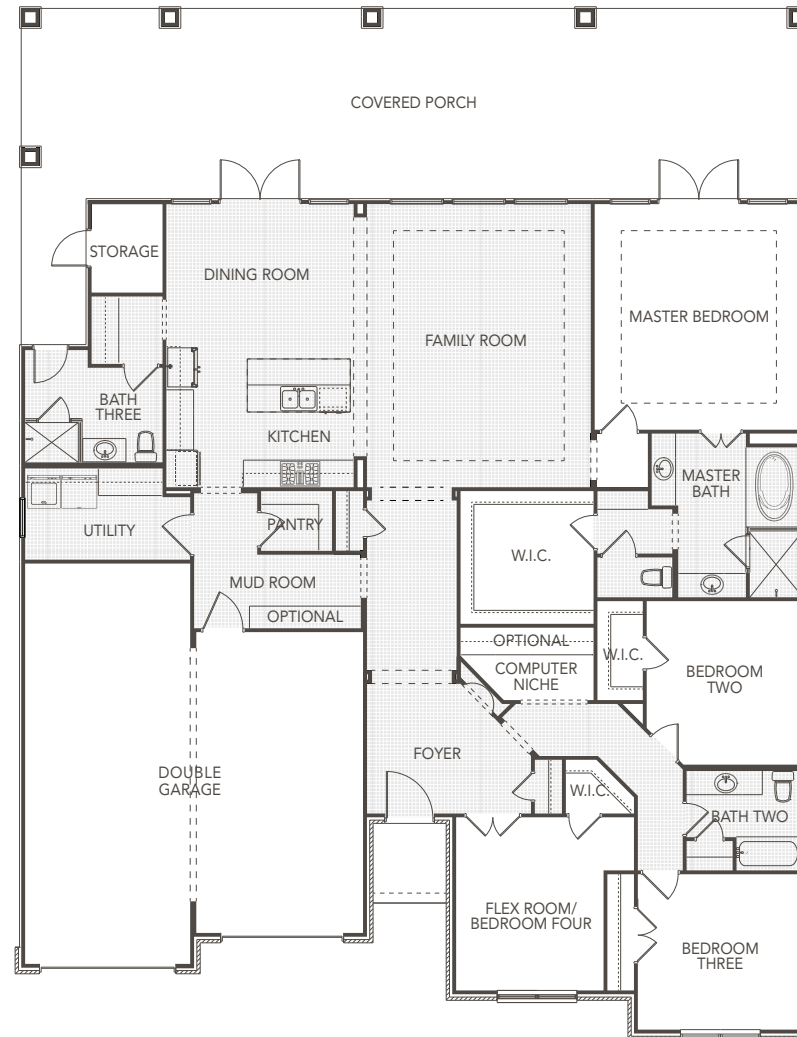 COVERED PORCH
STORAGE
DINING ROOM
MASTER BEDROOM
FAMILY ROOM
BATH
THREE
KITCHEN
MASTER
BATH
UTILITY
PANTRY
W.I.C.
MUD ROOM
OPTIONAL
OPTIONAL
COMPUTER
NICHE
W.I.C.
BEDROOM
TWO
FOYER
DOUBLE
GARAGE
W.I.C.
BATH TWO
FLEX ROOM/
BEDROOM FOUR
BEDROOM
THREE